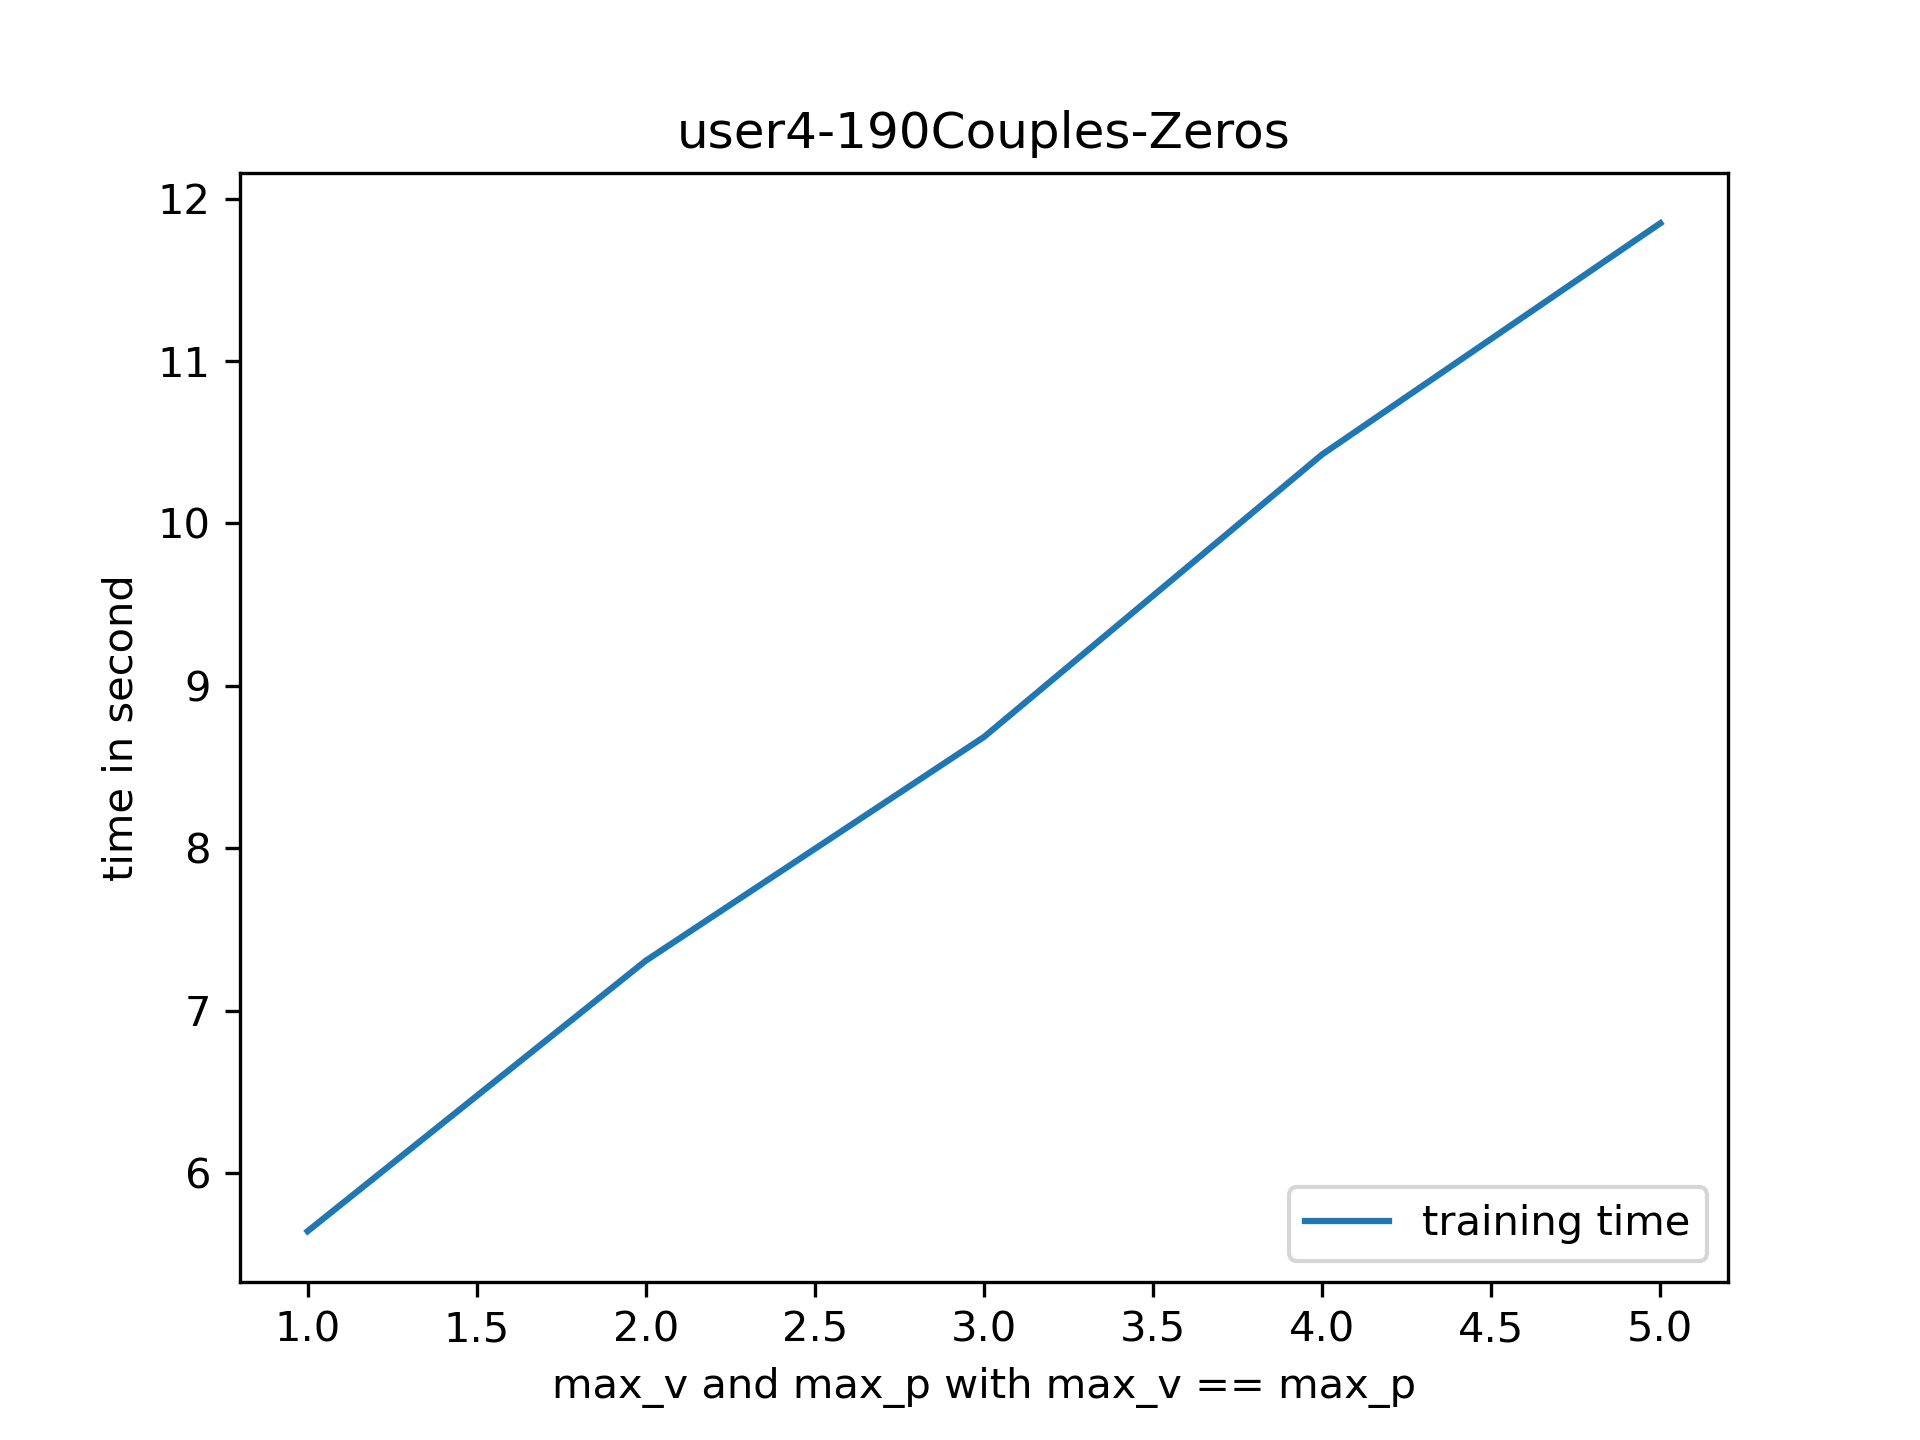 user4-190Couples-Zeros
12
11
10
9
8
7
6
time in second
training time
1.0 1.5 2.0 2.5 3.0 3.5 4.0 4.5 5.0
max_v and max_p with max_v == max_p